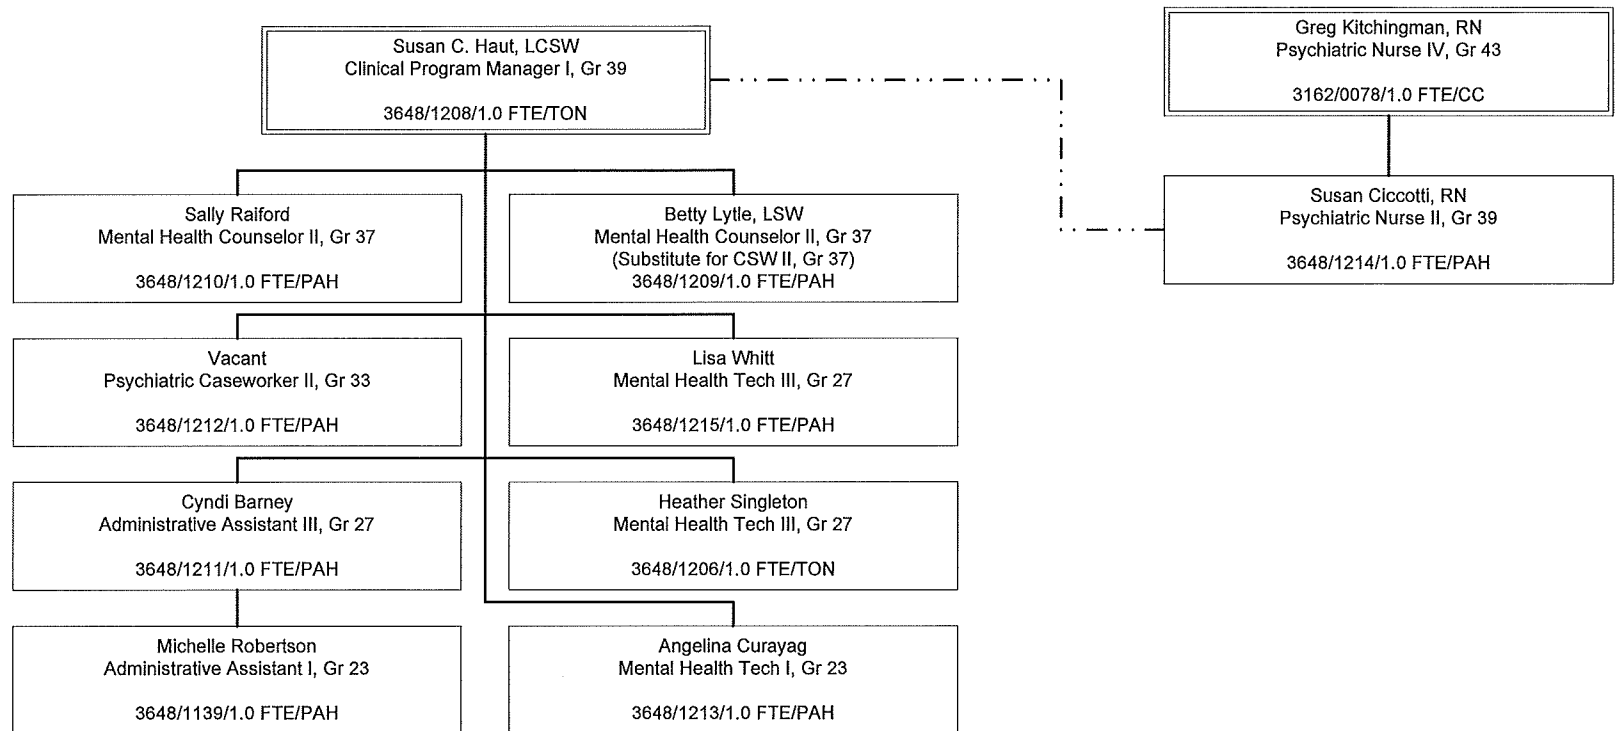 Susan C. Haut, LCSW
Clinical Program Manager I, Gr 39
3648/1208/1.0 FTE/TON
Greg Kitchingman, RN
Psychiatric Nurse IV, Gr 43
3162/0078/1.0 FTE/CC
Sally Raiford
Mental Health Counselor II, Gr 37
3648/1210/1.0 FTE/PAH
Betty Lytle, LSW
Mental Health Counselor II, Gr 37
(Substitute for CSW II, Gr 37)
3648/1209/1.0 FTE/PAH
Susan Ciccotti, RN
Psychiatric Nurse II, Gr 39
3648/1214/1.0 FTE/PAH
Vacant
Psychiatric Caseworker II, Gr 33
3648/1212/1.0 FTE/PAH
Lisa Whitt
Mental Health Tech III, Gr 27
3648/1215/1.0 FTE/PAH
Cyndi Barney
Administrative Assistant III, Gr 27
3648/1211/1.0 FTE/PAH
Heather Singleton
Mental Health Tech III, Gr 27
3648/1206/1.0 FTE/TON
Michelle Robertson
Administrative Assistant I, Gr 23
3648/1139/1.0 FTE/PAH
Angelina Curayag
Mental Health Tech I, Gr 23
3648/1213/1.0 FTE/PAH